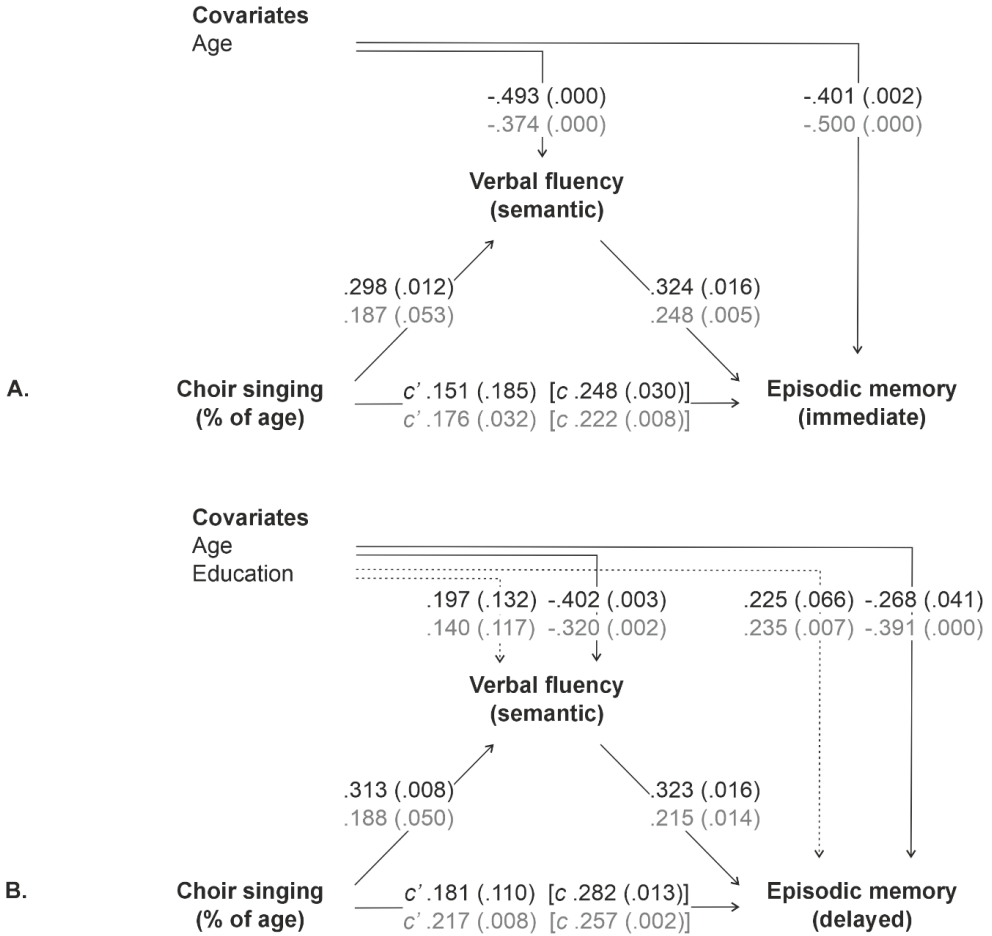 Covariates
Age
-.493 (.000) -.401 (.002)
-.374 (.000) -.500 (.000)
Verbal fluency
(semantic)
.298 (.012) .324 (.016)
.187 (.053) .248 (.005)
A. Choir singing c’ .151 (.185) [c .248 (.030)] Episodic memory
(% of age) c’ .176 (.032) [c .222 (.008)] (immediate)
Covariates
Age
Education
.197 (.132) -.402 (.003) .225 (.066) -.268 (.041)
.140 (.117) -.320 (.002) .235 (.007) -.391 (.000)
Verbal fluency
(semantic)
.313 (.008) .323 (.016)
.188 (.050) .215 (.014)
B. Choir singing c’ .181 (.110) [c .282 (.013)] Episodic memory
(% of age) c’ .217 (.008) [c .257 (.002)] (delayed)